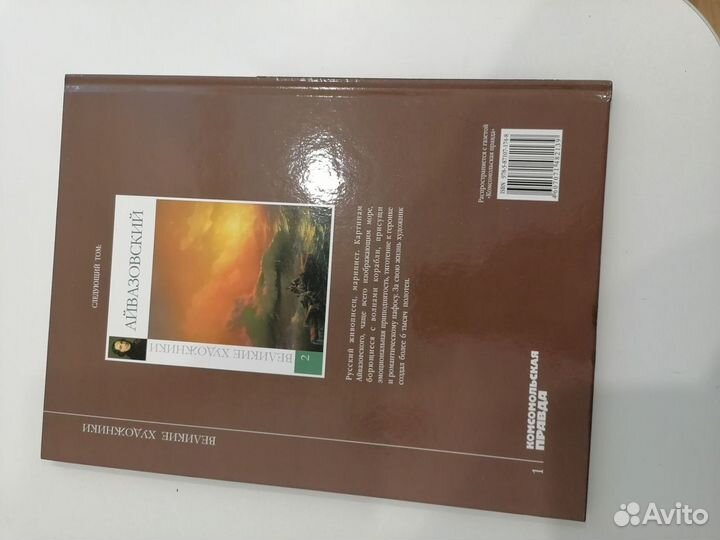 ВЕЛИКИЕ ХУДОЖНИКИ
СЛЕДУЮЩИЙ ТОМ:
АЙВАЗОВСКИЙ
ВЕЛИКИЕ ХУДОЖНИКИ
2
Русский живописец, маринист. Картинам
Айвазовского, чаще всего изображающим море,
борющиеся с волнами корабли, присущи
эмоциональная приподнятость, тяготение к героике
и романтическому пафосу. За свою жизнь художник
создал более 6 тысяч полотен.
1
КОМСОМОЛЬСКАЯ
ПРАВДА
Распространяется с газетой
«Комсомольская правда»
Avito